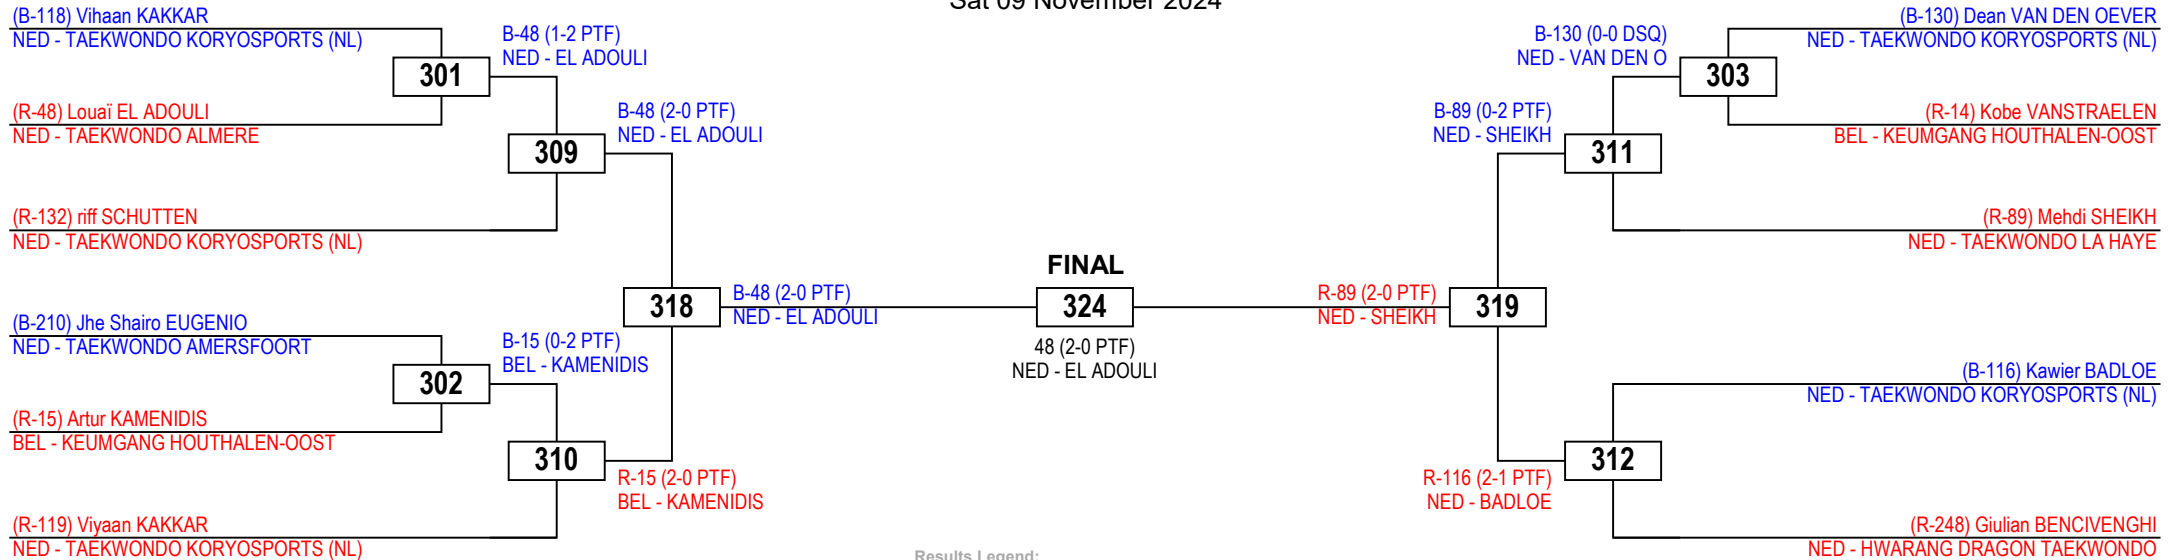 Sat 09 November 2024
(B-118) Vihaan KAKKAR
NED - TAEKWONDO KORYOSPORTS (NL)
301
(R-48) Louaï EL ADOULI
NED - TAEKWONDO ALMERE
B-48 (1-2 PTF)
NED - EL ADOULI
309
(R-132) riff SCHUTTEN
NED - TAEKWONDO KORYOSPORTS (NL)
B-48 (2-0 PTF)
NED - EL ADOULI
318
(B-210) Jhe Shairo EUGENIO
NED - TAEKWONDO AMERSFOORT
302
(R-15) Artur KAMENIDIS
BEL - KEUMGANG HOUTHALEN-OOST
B-15 (0-2 PTF)
BEL - KAMENIDIS
310
(R-119) Viyaan KAKKAR
NED - TAEKWONDO KORYOSPORTS (NL)
R-15 (2-0 PTF)
BEL - KAMENIDIS
B-48 (2-0 PTF)
NED - EL ADOULI
FINAL
324
48 (2-0 PTF)
NED - EL ADOULI
R-89 (2-0 PTF)
NED - SHEIKH
319
(B-130) Dean VAN DEN OEVER
NED - TAEKWONDO KORYOSPORTS (NL)
303
(R-14) Kobe VANSTRAELEN
BEL - KEUMGANG HOUTHALEN-OOST
B-130 (0-0 DSQ)
NED - VAN DEN O
311
(R-89) Mehdi SHEIKH
NED - TAEKWONDO LA HAYE
B-89 (0-2 PTF)
NED - SHEIKH
(B-116) Kawier BADLOE
NED - TAEKWONDO KORYOSPORTS (NL)
312
(R-248) Giulian BENCIVENGHI
NED - HWARANG DRAGON TAEKWONDO
R-116 (2-1 PTF)
NED - BADLOE
Results Legend: